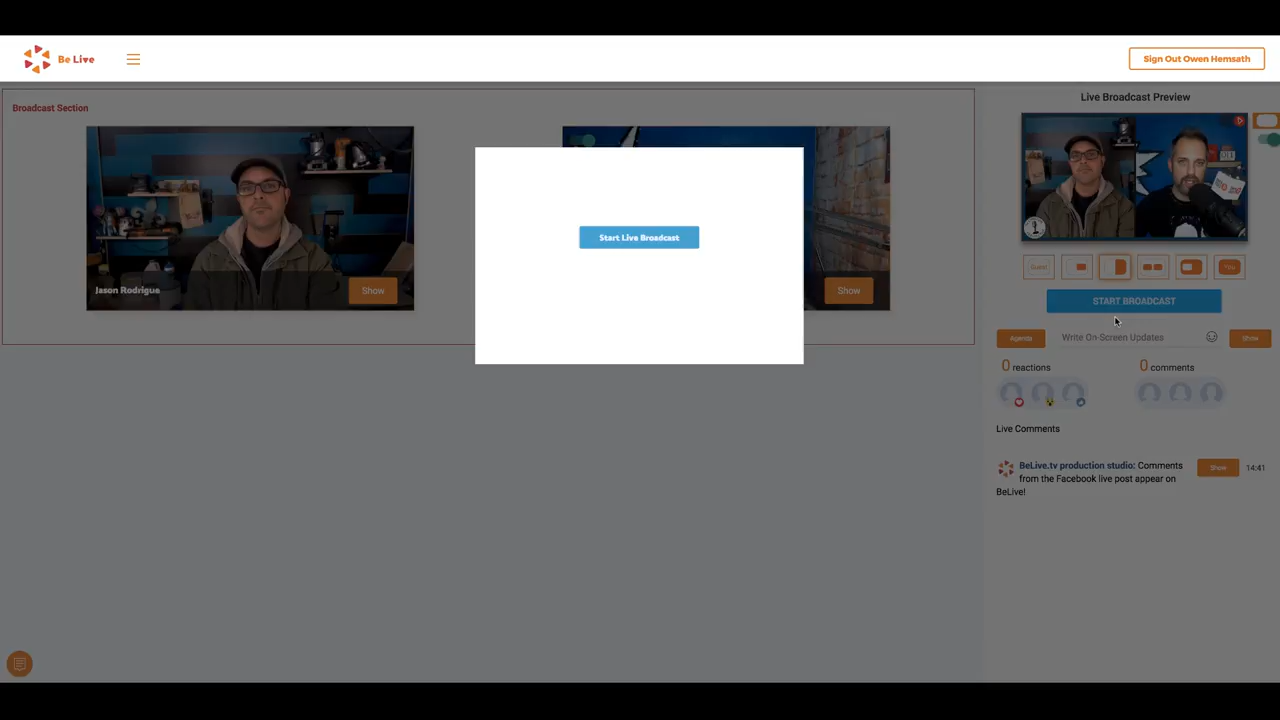 Be Live
Sign Out Owen Hemsath
Broadcast Section
Jason Rodrigue
Show
Show
Start Live Broadcast
Live Broadcast Preview
Guest
You
START BROADCAST
Agenda
Write On-Screen Updates
Show
0 reactions
0 comments
Live Comments
BeLive.tv production studio: Comments
from the Facebook live post appear on
BeLive!
Show
14:41